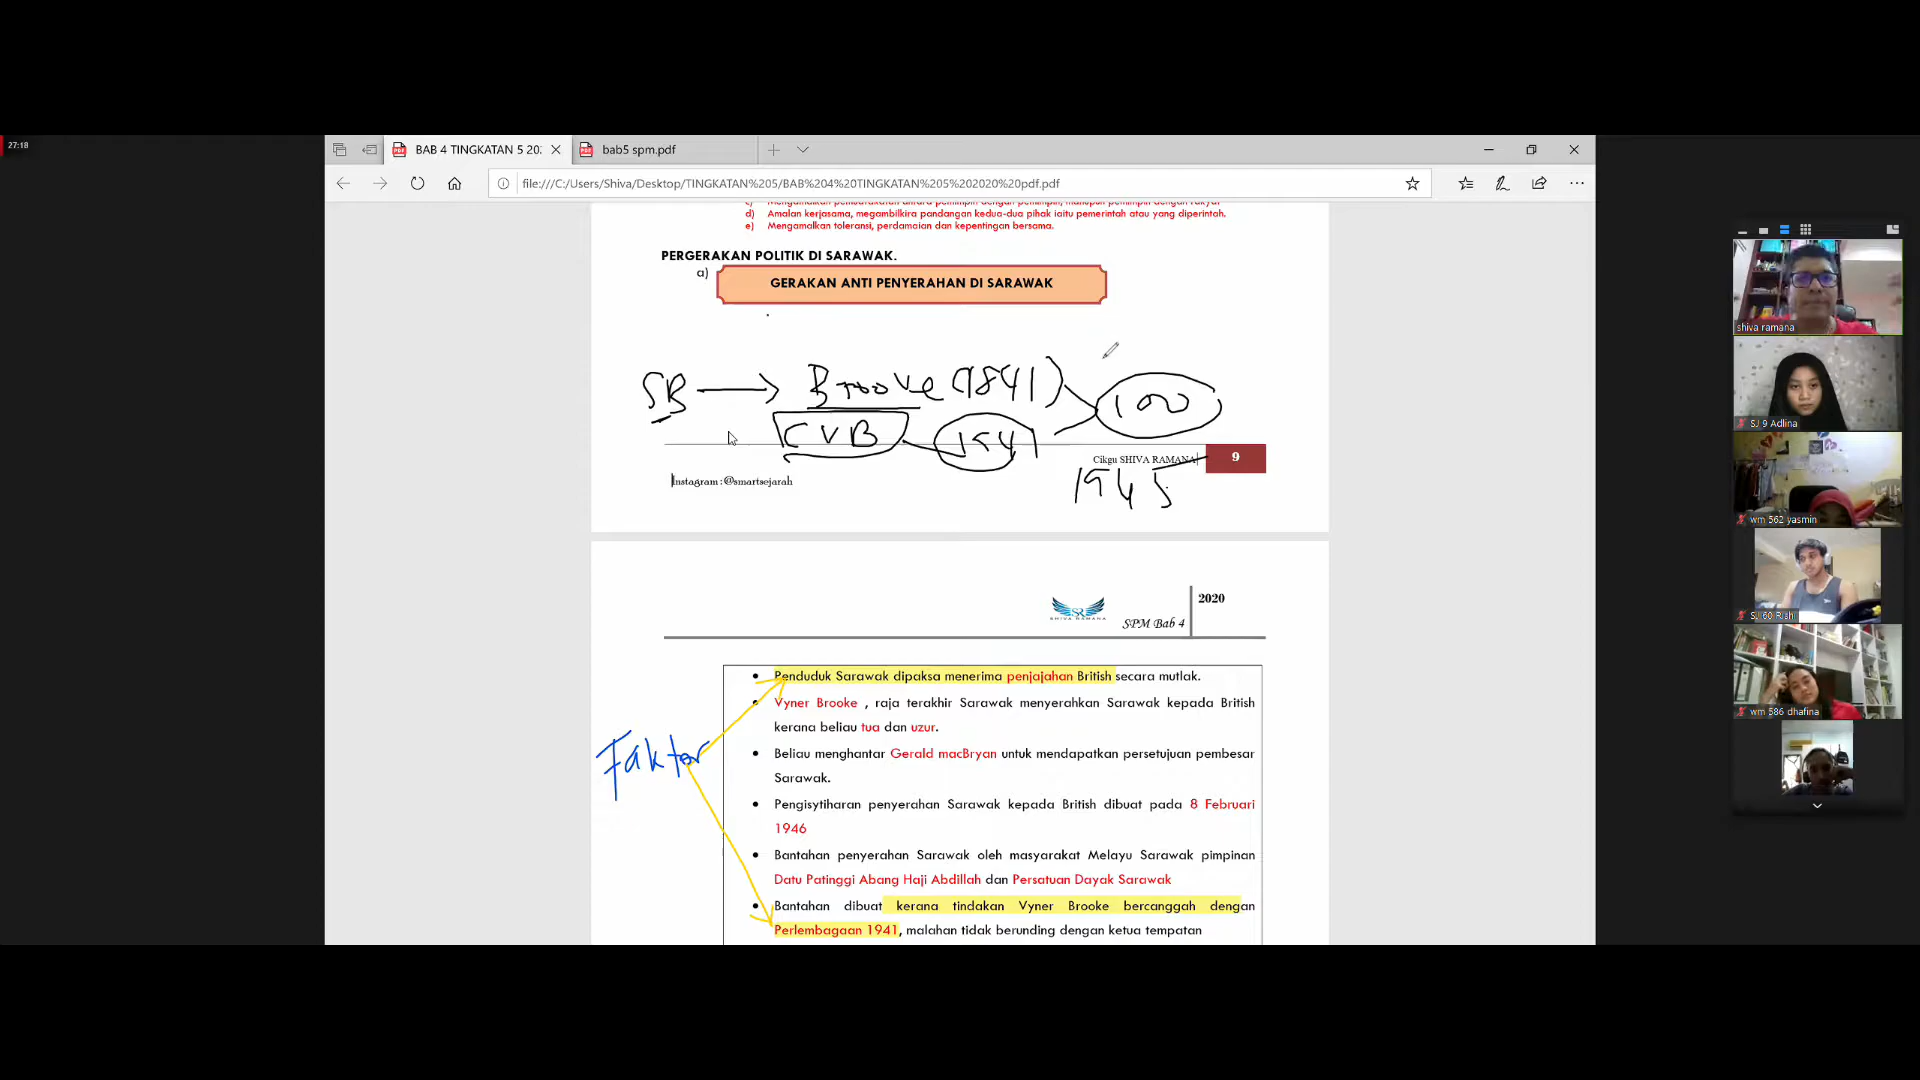 27:18
BAB 4 TINGKATAN 5 202
bab5 spm.pdf
file:///C:/Users/Shiva/Desktop/TINGKATAN%205/BAB%204%20TINGKATAN%205%202020%20pdf.pdf
d) Amalan kerjasama, megambilkira pandangan kedua-dua pihak iaitu pemerintah atau yang diperintah.
e) Mengamalkan toleransi, perdamaian dan kepentingan bersama.
PERGERAKAN POLITIK DI SARAWAK.
a)
GERAKAN ANTI PENYERAHAN DI SARAWAK
SB → Brooke (1841)
100
CVB
1941
Cikgu SHIVA RAMANA|
9
1945
Instagram : @smartsejarah
SHIVA RAMANA
SPM Bab 4
2020
• Penduduk Sarawak dipaksa menerima penjajahan British secara mutlak.
• Vyner Brooke , raja terakhir Sarawak menyerahkan Sarawak kepada British
kerana beliau tua dan uzur.
• Beliau menghantar Gerald macBryan untuk mendapatkan persetujuan pembesar
Sarawak.
• Pengisytiharan penyerahan Sarawak kepada British dibuat pada 8 Februari
1946
• Bantahan penyerahan Sarawak oleh masyarakat Melayu Sarawak pimpinan
Datu Patinggi Abang Haji Abdillah dan Persatuan Dayak Sarawak
• Bantahan dibuat kerana tindakan Vyner Brooke bercanggah dengan
Perlembagaan 1941, malahan tidak berunding dengan ketua tempatan
Faktor
shiva ramana
SJ 9 Adlina
wm 562 yasmin
SJ 60 Rishi
wm 586 dhafina